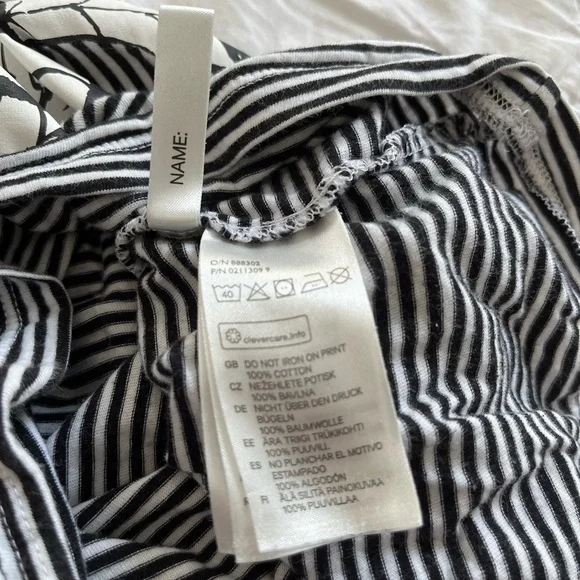 NAME:
O/N 888302
P/N 0211309 9
40
clevercare.info
GB DO NOT IRON ON PRINT
100% COTTON
CZ NEŽEHLETE POTISK
100% BAVLNA
DE NICHT ÜBER DEN DRUCK
BÜGELN
100% BAUMWOLLE
EE ÄRA TRIIGI TRÜKIKOHTI
100% PUUVILL
ES NO PLANCHAR EL MOTIVO
ESTAMPADO
100% ALGODÓN
FI ÄLÄ SILITÄ PAINOKUVAA
100% PUUVILLAA